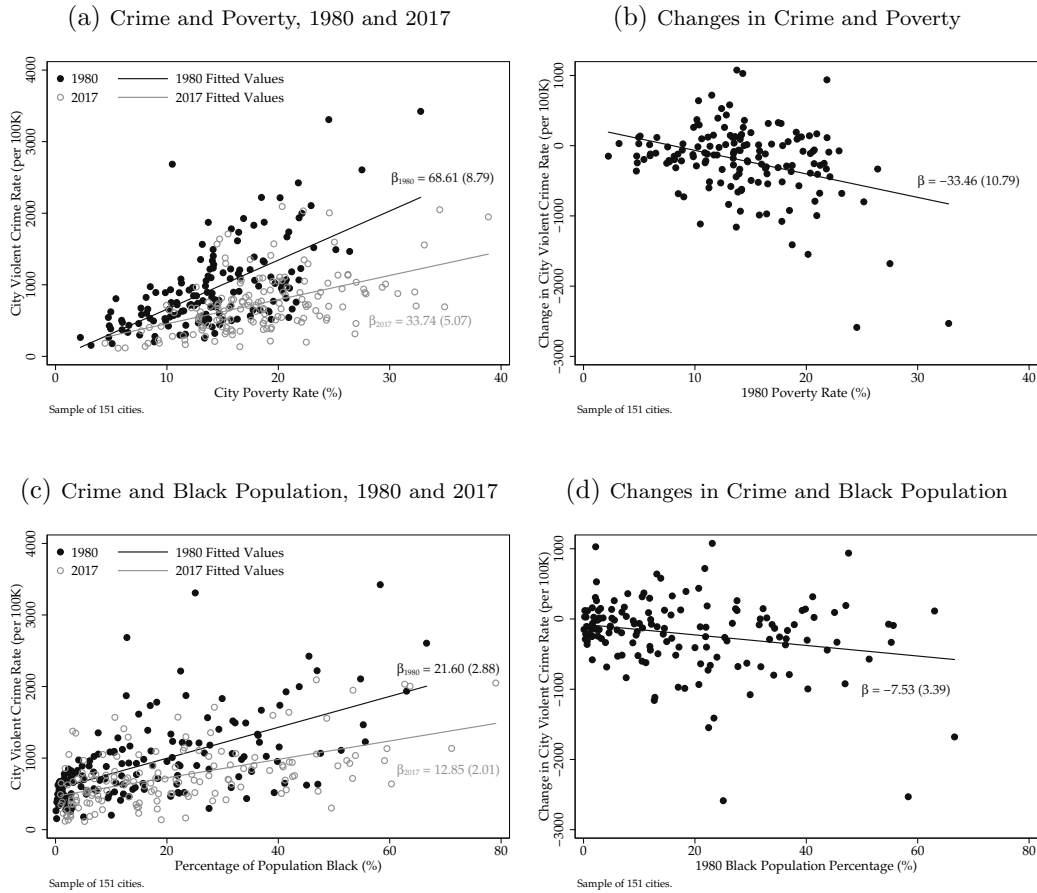 (a) Crime and Poverty, 1980 and 2017
City Violent Crime Rate (per 100K)
0 1000 2000 3000 4000
1980 1980 Fitted Values
2017 2017 Fitted Values
β1980 = 68.61 (8.79)
β2017 = 33.74 (5.07)
0 10 20 30 40
City Poverty Rate (%)
Sample of 151 cities.
(b) Changes in Crime and Poverty
Change in City Violent Crime Rate (per 100K)
−3000 −2000 −1000 0 1000
β = −33.46 (10.79)
0 10 20 30 40
1980 Poverty Rate (%)
Sample of 151 cities.
(c) Crime and Black Population, 1980 and 2017
City Violent Crime Rate (per 100K)
0 1000 2000 3000 4000
1980 1980 Fitted Values
2017 2017 Fitted Values
β1980 = 21.60 (2.88)
β2017 = 12.85 (2.01)
0 20 40 60 80
Percentage of Population Black (%)
Sample of 151 cities.
(d) Changes in Crime and Black Population
Change in City Violent Crime Rate (per 100K)
−3000 −2000 −1000 0 1000
β = −7.53 (3.39)
0 20 40 60 80
1980 Black Population Percentage (%)
Sample of 151 cities.